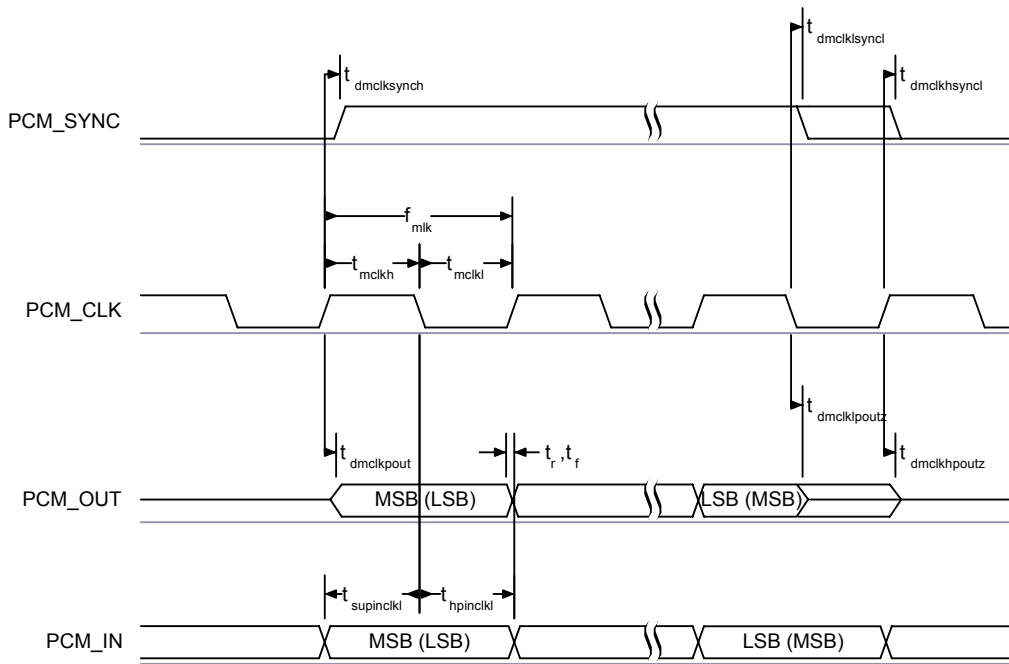 t dmclklsyncl
t dmclksynch
t dmclkhsyncl
PCM_SYNC
f mlk
t mclkh
t mclkl
PCM_CLK
t dmclklpoutz
t dmclkpout
t r ,t f
t dmclkhpoutz
PCM_OUT
MSB (LSB)
LSB (MSB)
t supinclkl
t hpinclkl
PCM_IN
MSB (LSB)
LSB (MSB)